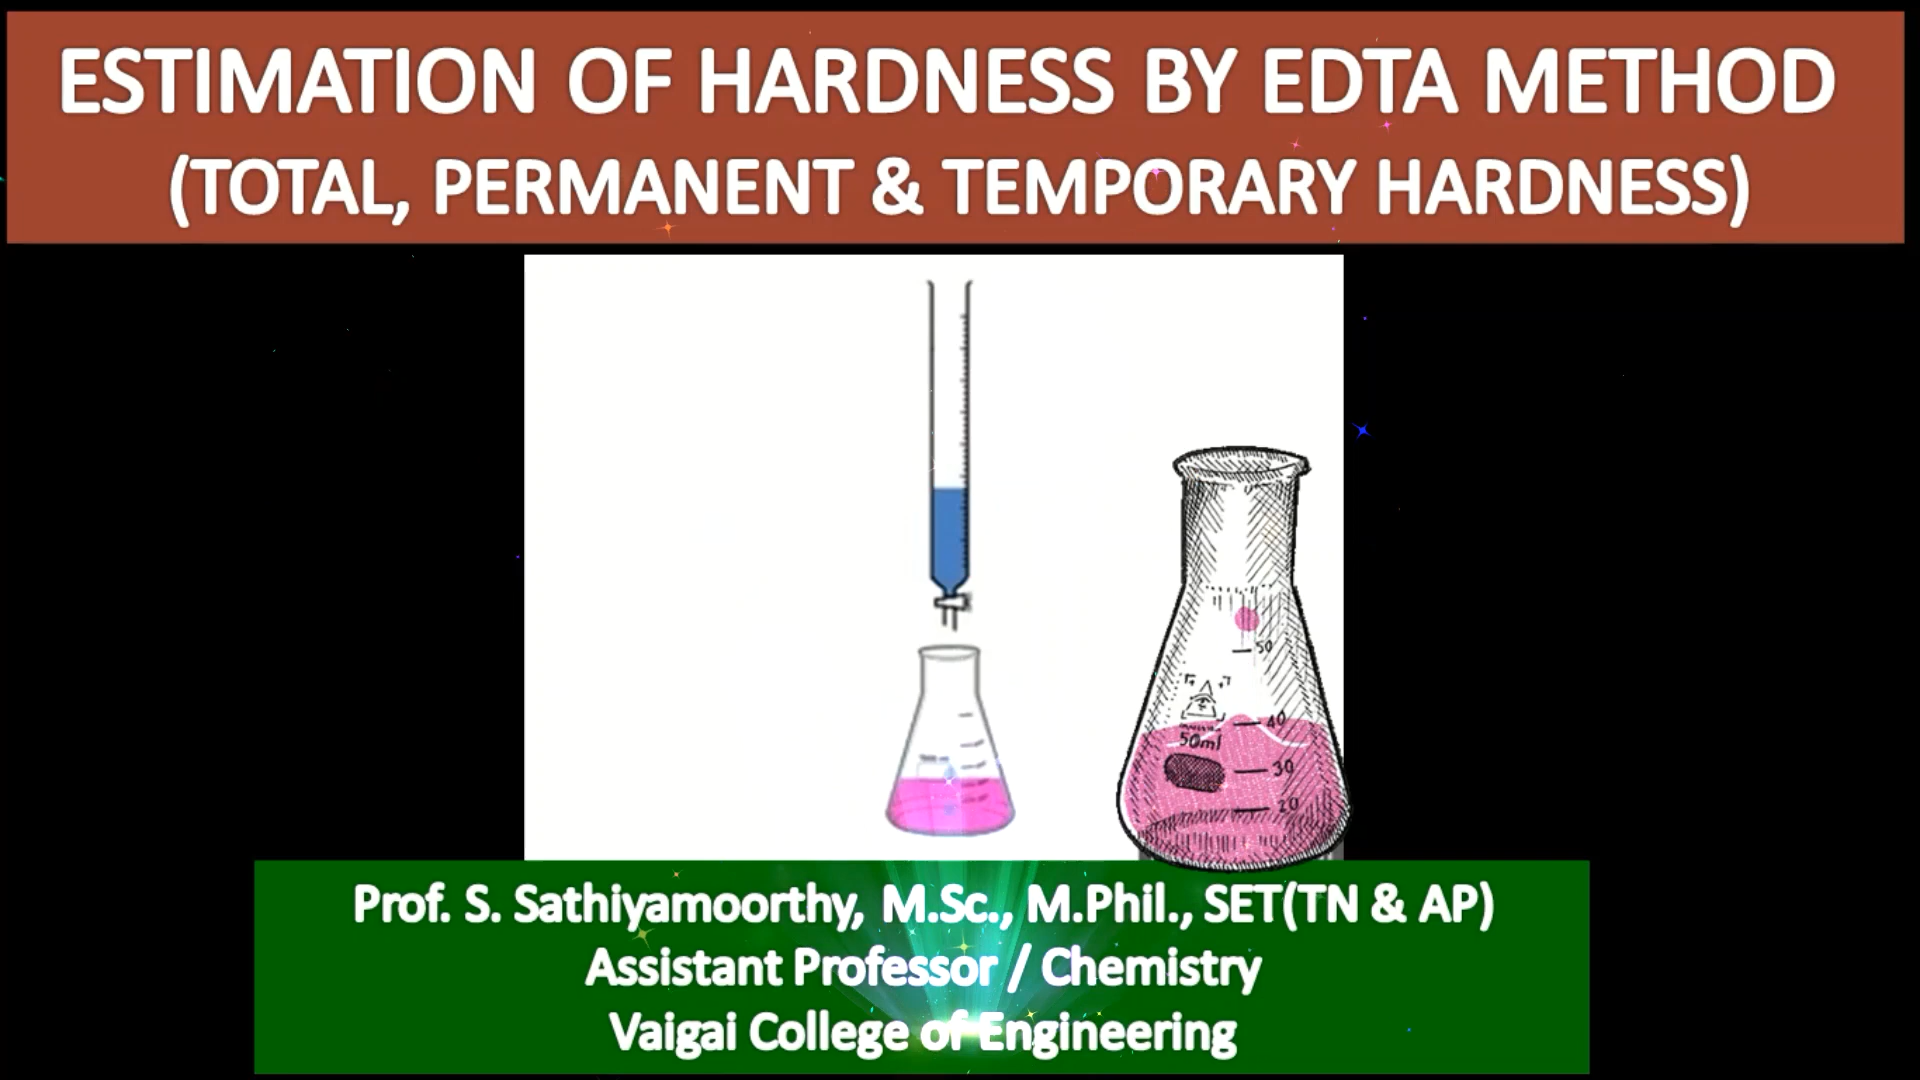 ESTIMATION OF HARDNESS BY EDTA METHOD
(TOTAL, PERMANENT & TEMPORARY HARDNESS)
50
40
50ml
30
20
Prof. S. Sathiyamoorthy, M.Sc., M.Phil., SET(TN & AP)
Assistant Professor / Chemistry
Vaigai College of Engineering